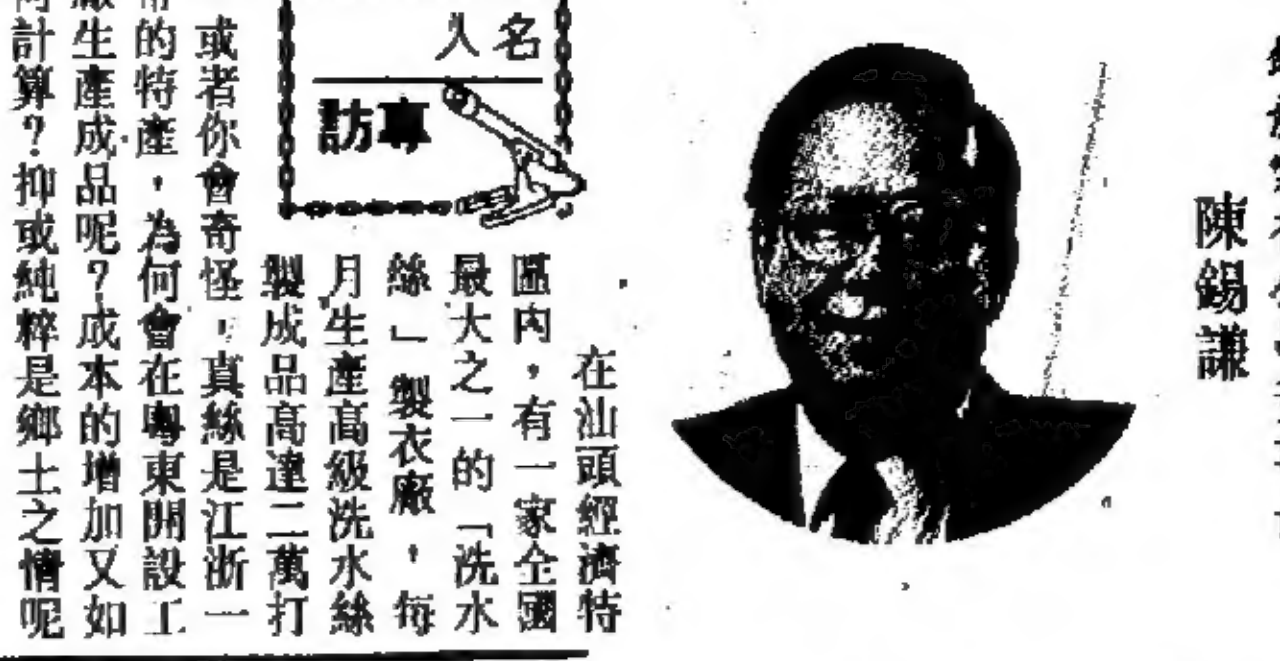 陳錫謙
名人
專訪
在汕頭經濟特
區內，有一家全國
最大之一的「洗水
絲」製衣廠，每
月生產高級洗水絲
製成品高達二萬打
或者你會奇怪，真絲是江浙一
的特產，為何會在粵東開設工
廠生產成品呢？成本的增加又如
何計算？抑或純粹是鄉土之情呢